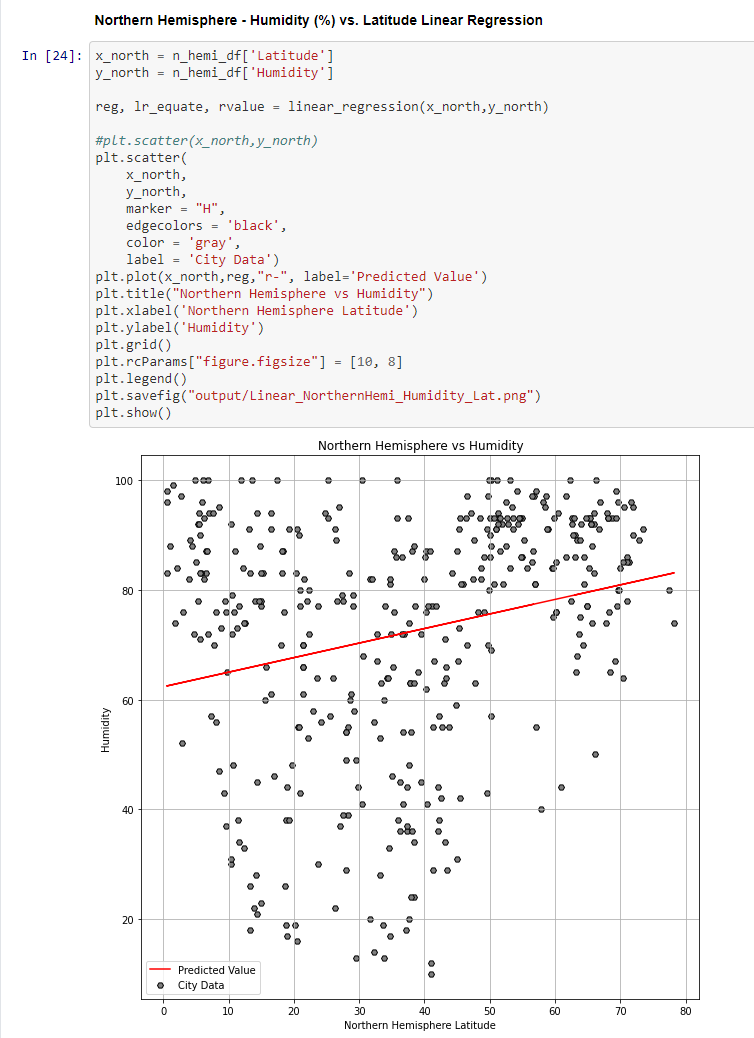 Northern Hemisphere - Humidity (%) vs. Latitude Linear Regression
In [24]:
x_north = n_hemi_df['Latitude']
y_north = n_hemi_df['Humidity']
reg, lr_equate, rvalue = linear_regression(x_north,y_north)
#plt.scatter(x_north,y_north)
plt.scatter(
    x_north,
    y_north,
    marker = "H",
    edgecolors = 'black',
    color = 'gray',
    label = 'City Data')
plt.plot(x_north,reg,"r-", label='Predicted Value')
plt.title("Northern Hemisphere vs Humidity")
plt.xlabel('Northern Hemisphere Latitude')
plt.ylabel('Humidity')
plt.grid()
plt.rcParams["figure.figsize"] = [10, 8]
plt.legend()
plt.savefig("output/Linear_NorthernHemi_Humidity_Lat.png")
plt.show()
Northern Hemisphere vs Humidity
100
80
60
40
20
Humidity
Predicted Value
City Data
0 10 20 30 40 50 60 70 80
Northern Hemisphere Latitude